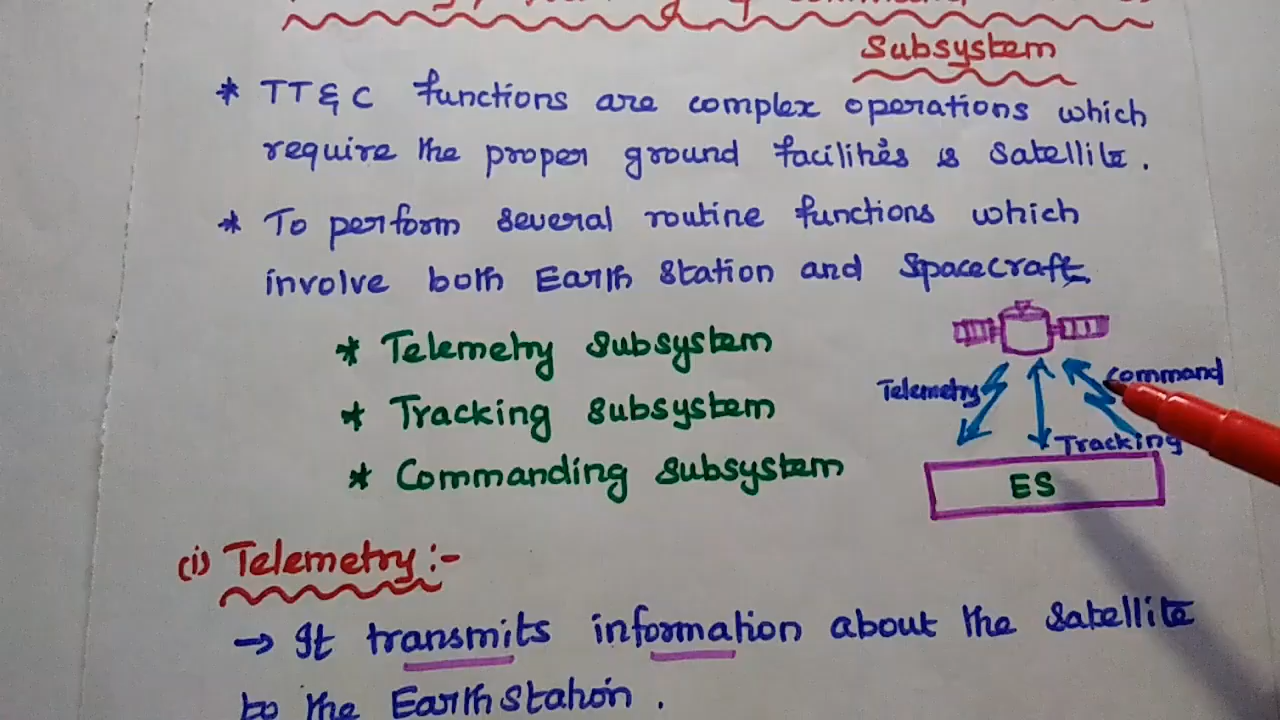 Subsystem
* TT & C functions are complex operations which
require the proper ground facilities & Satellite.
* To perform several routine functions which
involve both Earth Station and Spacecraft.
* Telemetry Subsystem
* Tracking Subsystem
* Commanding Subsystem
Telemetry
Command
Tracking
ES
(i) Telemetry:-
→ It transmits information about the Satellite
to the Earth Station.